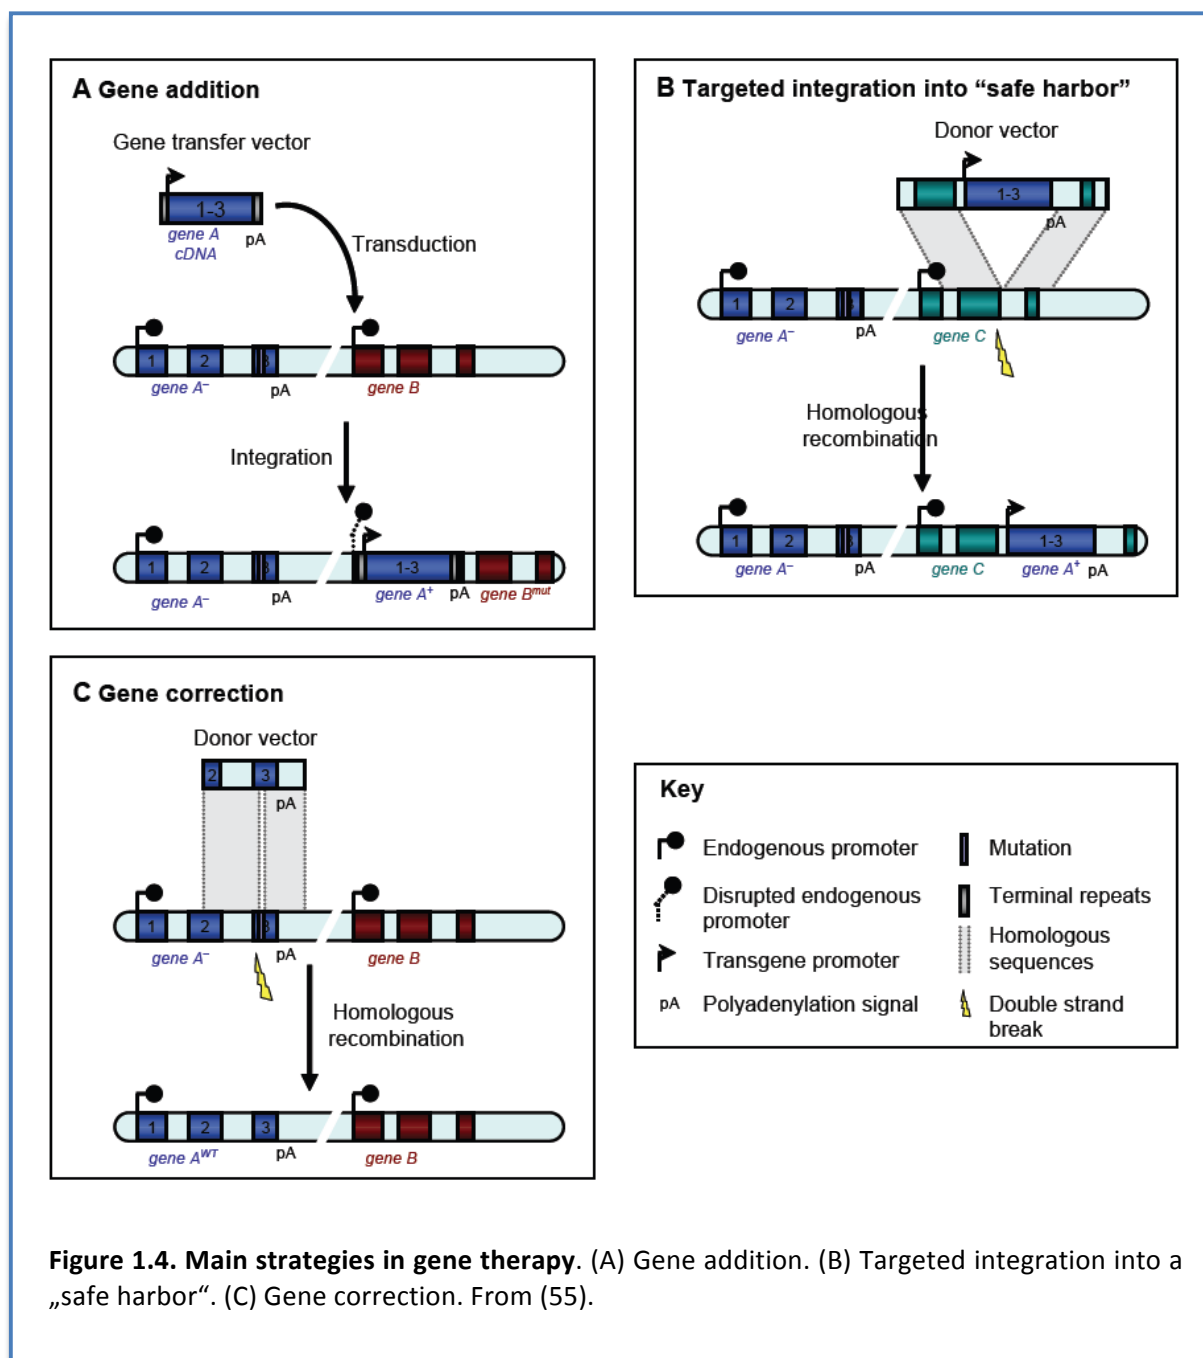 A Gene addition
Gene transfer vector
1-3
gene A
cDNA
pA
Transduction
1
2
3
gene A⁻
pA
gene B
Integration
1
2
3
gene A⁻
pA
1-3
gene A⁺
pA
gene Bᵐᵘᵗ
B Targeted integration into “safe harbor”
Donor vector
1-3
pA
1
2
3
gene A⁻
pA
gene C
Homologous
recombination
1
2
3
gene A⁻
pA
gene C
1-3
gene A⁺
pA
C Gene correction
Donor vector
2
3
pA
1
2
3
gene A⁻
pA
gene B
Homologous
recombination
1
2
3
gene Aᵂᵀ
pA
gene B
Key
Endogenous promoter
Disrupted endogenous
promoter
Transgene promoter
pA Polyadenylation signal
Mutation
Terminal repeats
Homologous
sequences
Double strand
break
Figure 1.4. Main strategies in gene therapy. (A) Gene addition. (B) Targeted integration into a
„safe harbor“. (C) Gene correction. From (55).